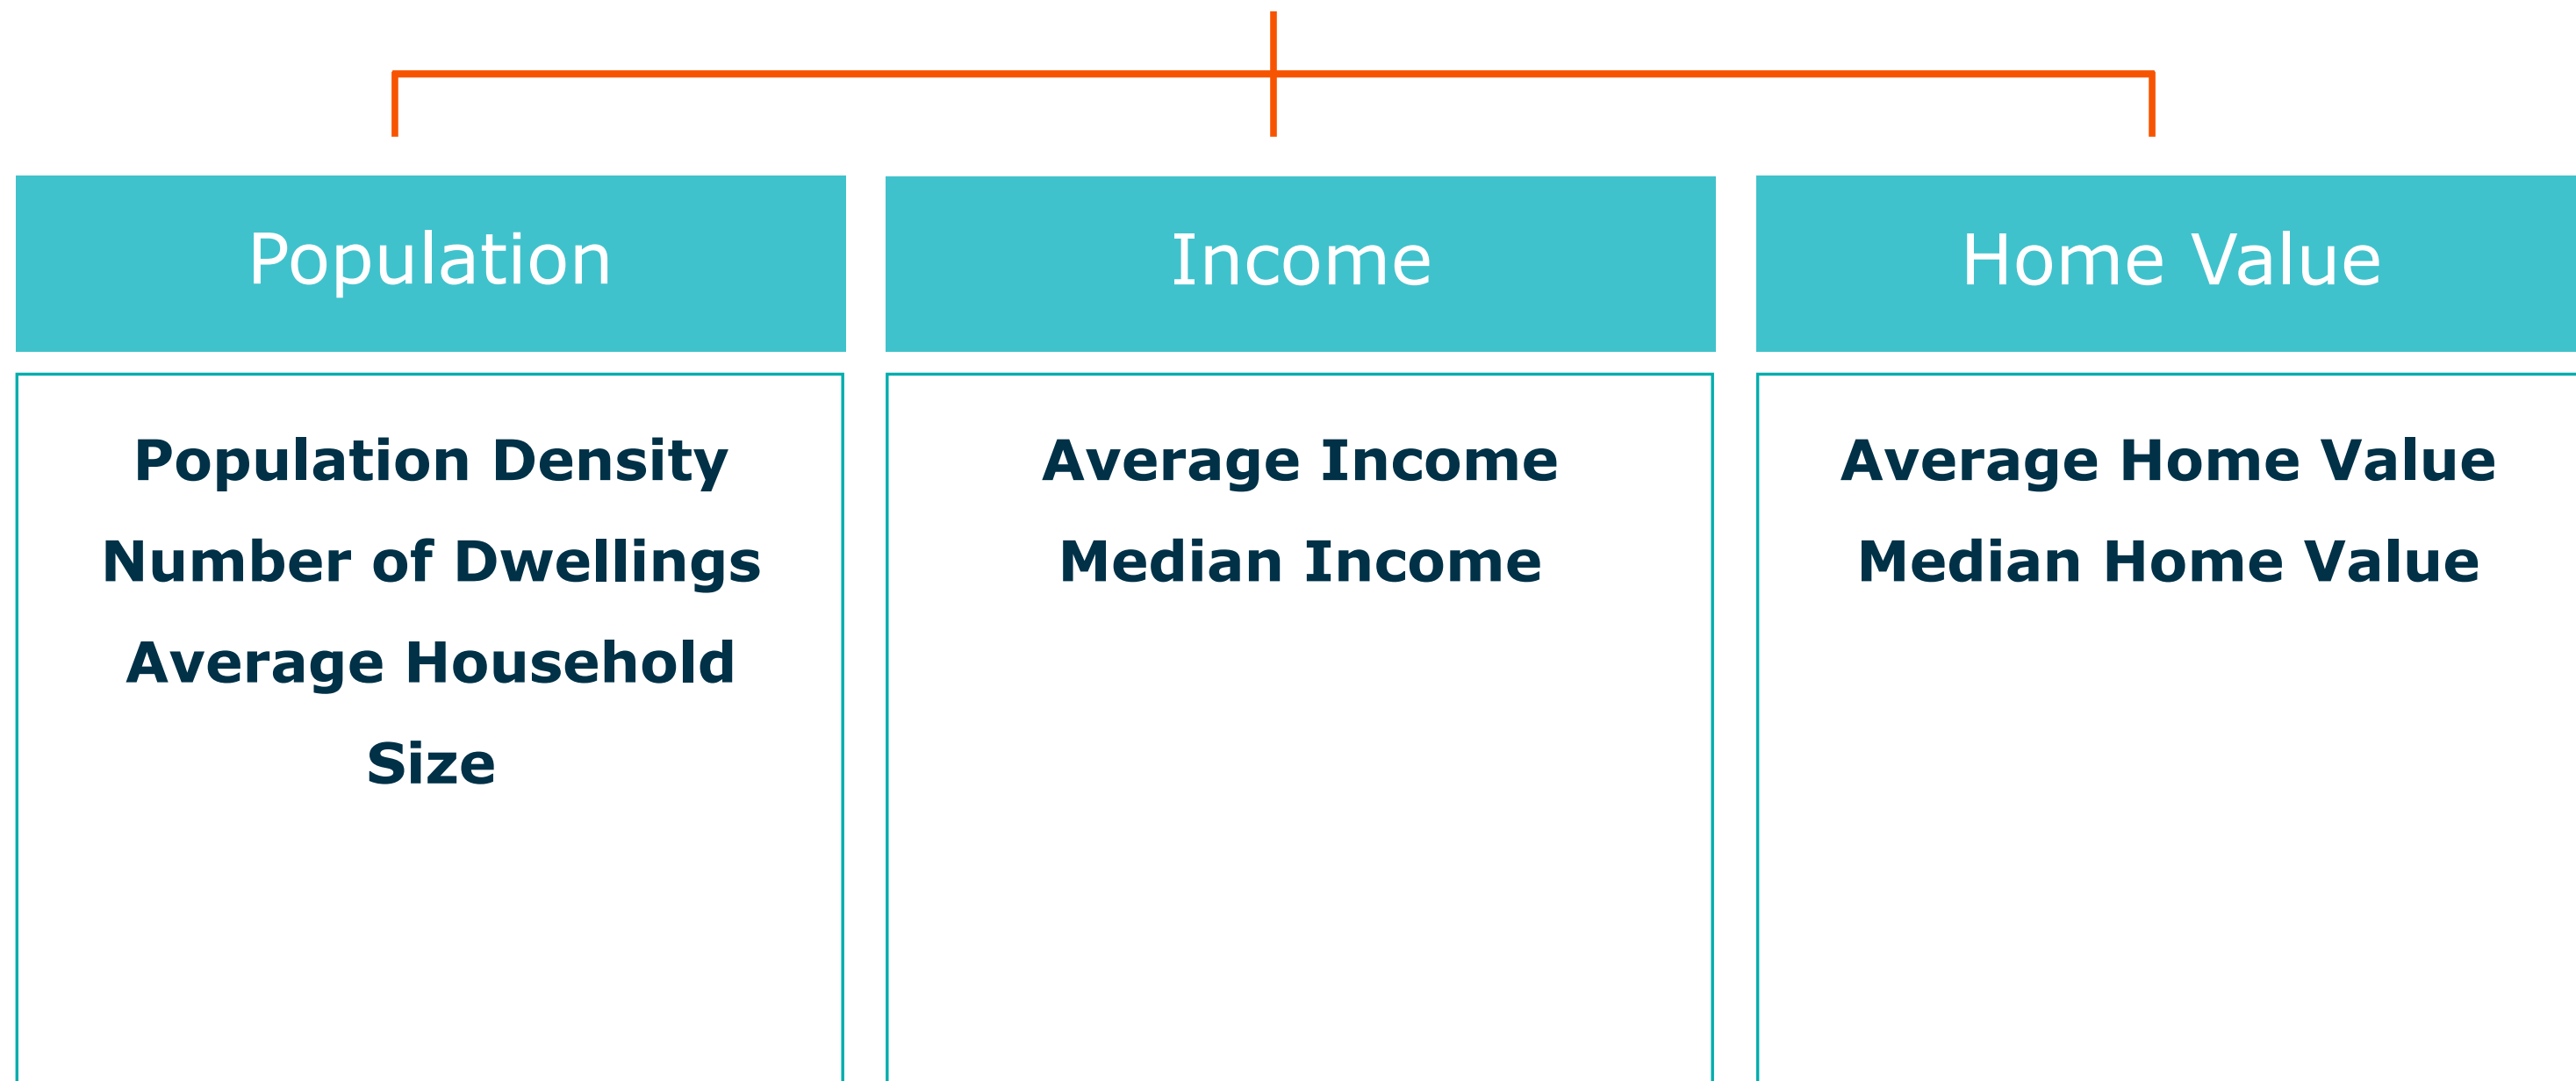 Population
Population Density
Number of Dwellings
Average Household
Size
Income
Average Income
Median Income
Home Value
Average Home Value
Median Home Value